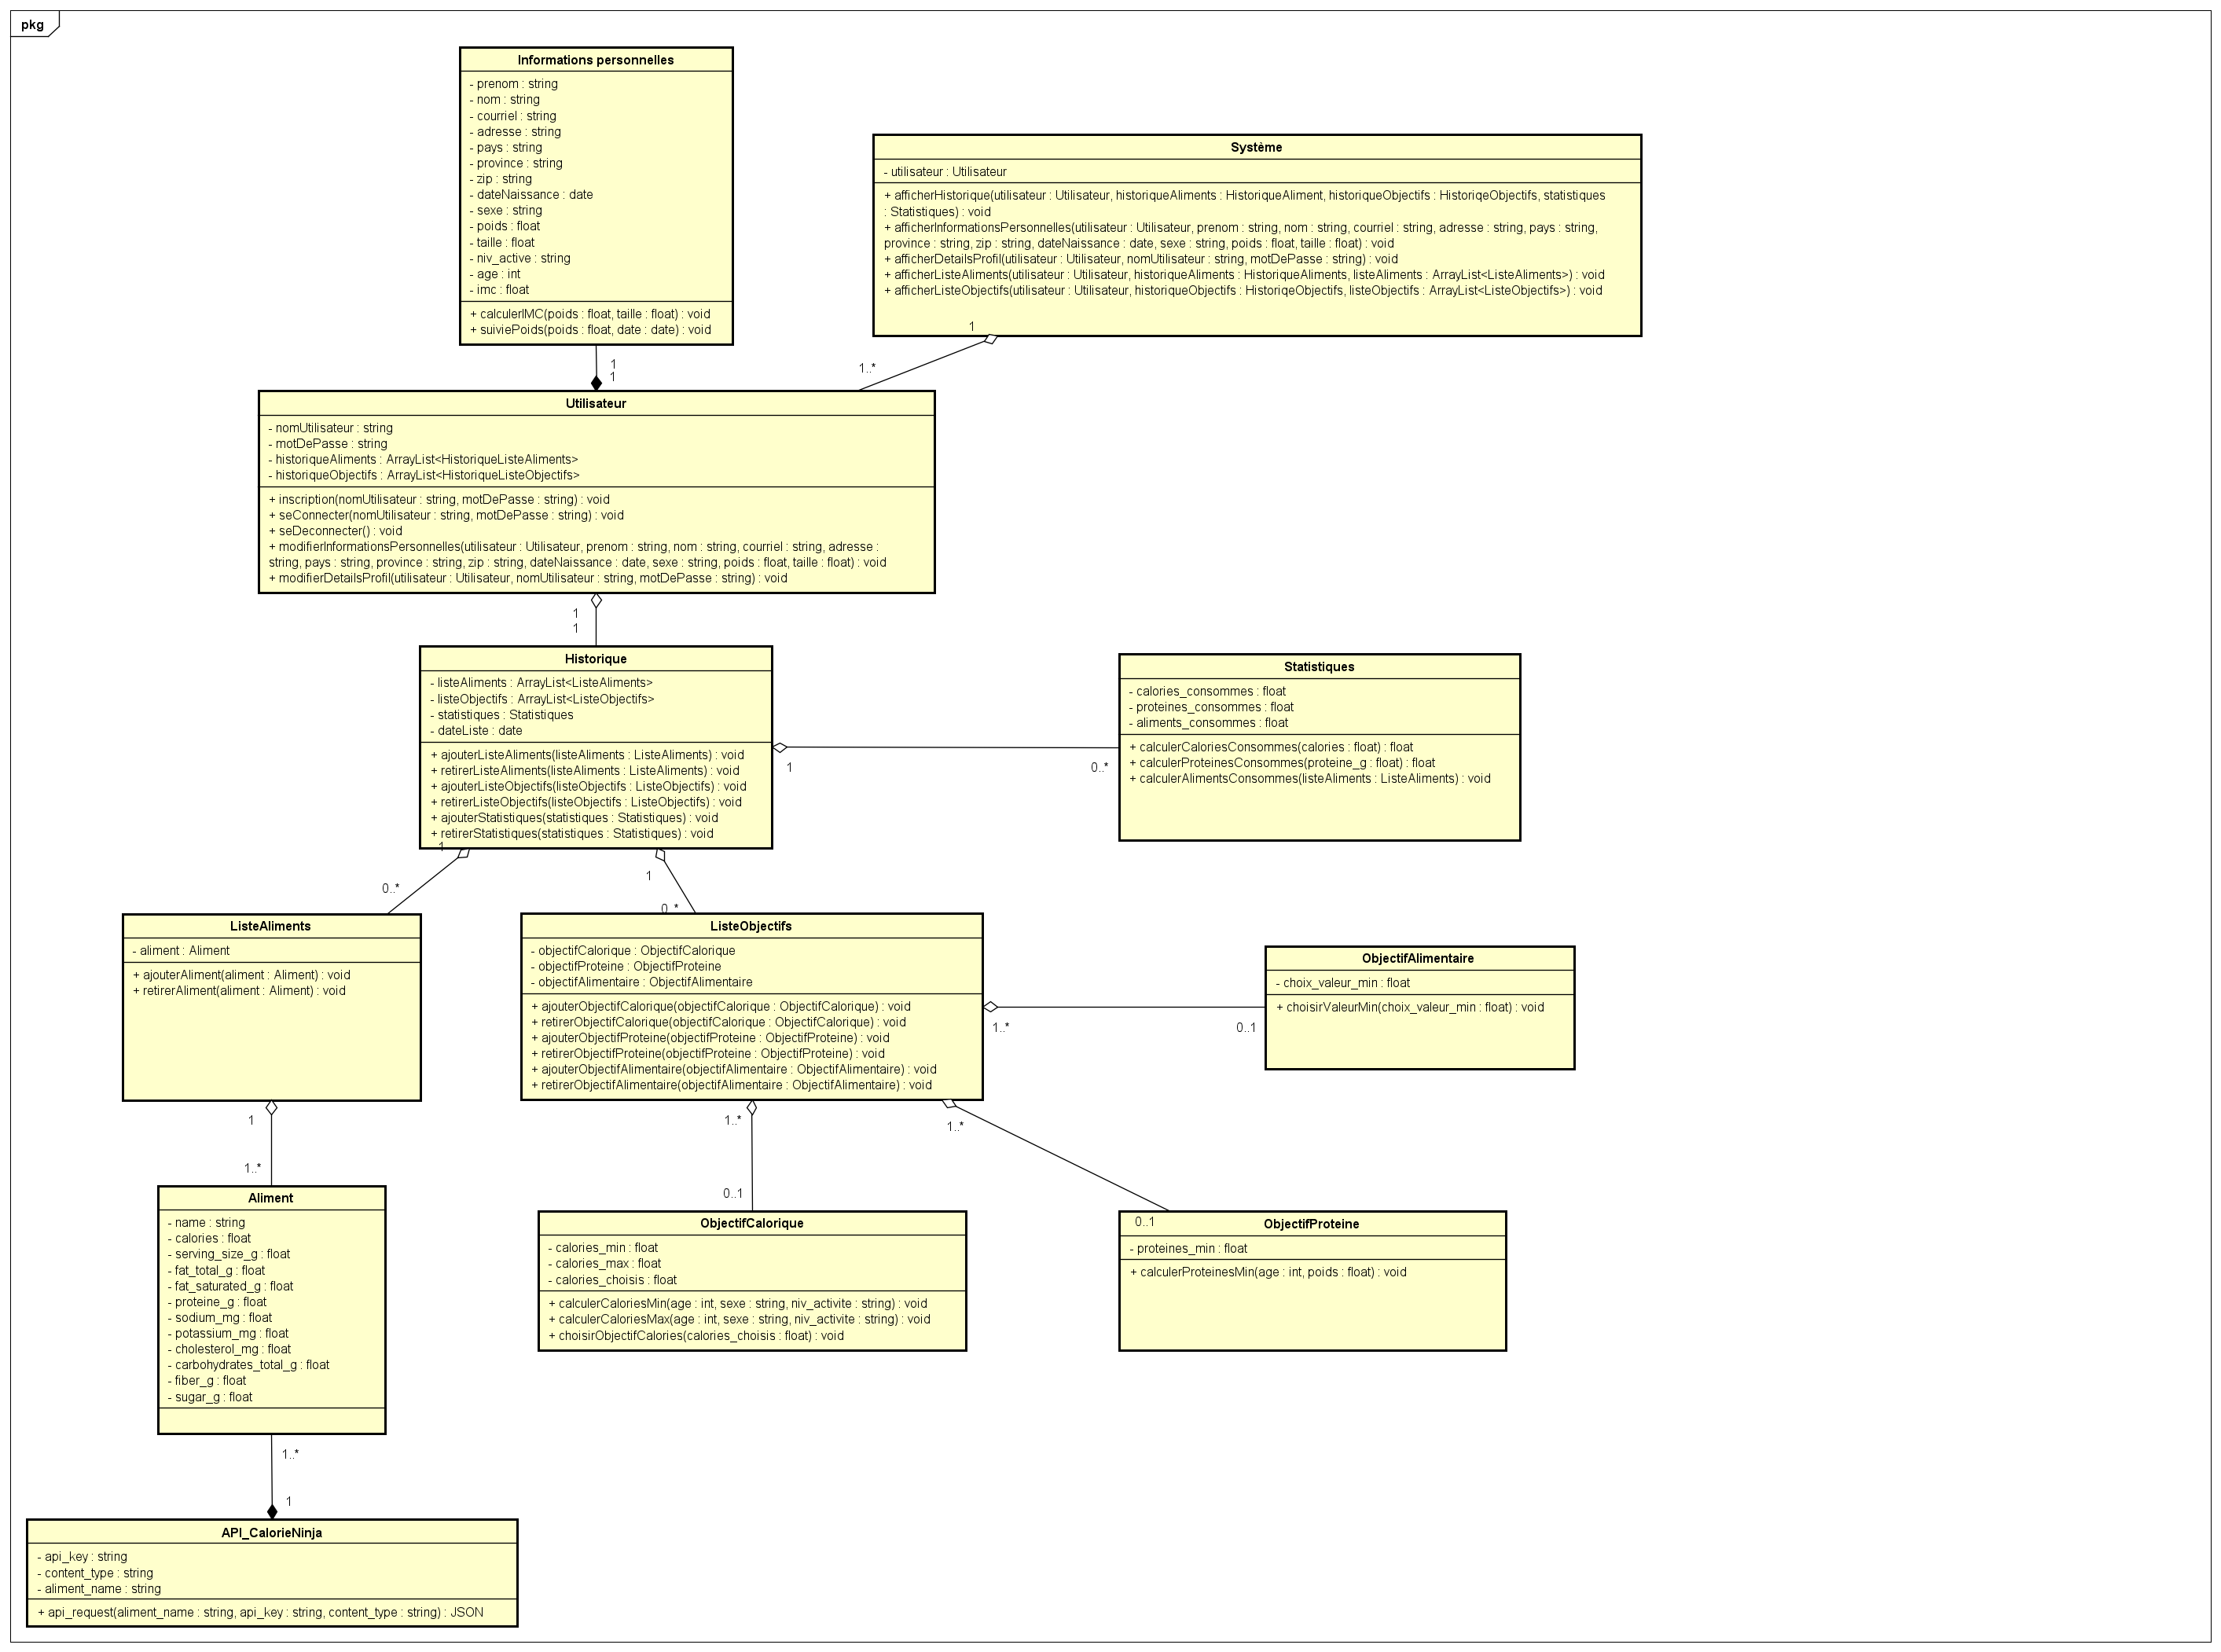 pkg
Informations personnelles
- prenom : string
- nom : string
- courriel : string
- adresse : string
- pays : string
- province : string
- zip : string
- dateNaissance : date
- sexe : string
- poids : float
- taille : float
- niv_active : string
- age : int
- imc : float
+ calculerIMC(poids : float, taille : float) : void
+ suiviePoids(poids : float, date : date) : void
Système
- utilisateur : Utilisateur
+ afficherHistorique(utilisateur : Utilisateur, historiqueAliments : HistoriqueAliment, historiqueObjectifs : HistoriqeObjectifs, statistiques
: Statistiques) : void
+ afficherInformationsPersonnelles(utilisateur : Utilisateur, prenom : string, nom : string, courriel : string, adresse : string, pays : string,
province : string, zip : string, dateNaissance : date, sexe : string, poids : float, taille : float) : void
+ afficherDetailsProfil(utilisateur : Utilisateur, nomUtilisateur : string, motDePasse : string) : void
+ afficherListeAliments(utilisateur : Utilisateur, historiqueAliments : HistoriqueAliments, listeAliments : ArrayList<ListeAliments>) : void
+ afficherListeObjectifs(utilisateur : Utilisateur, historiqueObjectifs : HistoriqeObjectifs, listeObjectifs : ArrayList<ListeObjectifs>) : void
1
1..*
1
1
Utilisateur
- nomUtilisateur : string
- motDePasse : string
- historiqueAliments : ArrayList<HistoriqueListeAliments>
- historiqueObjectifs : ArrayList<HistoriqueListeObjectifs>
+ inscription(nomUtilisateur : string, motDePasse : string) : void
+ seConnecter(nomUtilisateur : string, motDePasse : string) : void
+ seDeconnecter() : void
+ modifierInformationsPersonnelles(utilisateur : Utilisateur, prenom : string, nom : string, courriel : string, adresse :
string, pays : string, province : string, zip : string, dateNaissance : date, sexe : string, poids : float, taille : float) : void
+ modifierDetailsProfil(utilisateur : Utilisateur, nomUtilisateur : string, motDePasse : string) : void
1
1
Historique
- listeAliments : ArrayList<ListeAliments>
- listeObjectifs : ArrayList<ListeObjectifs>
- statistiques : Statistiques
- dateListe : date
+ ajouterListeAliments(listeAliments : ListeAliments) : void
+ retirerListeAliments(listeAliments : ListeAliments) : void
+ ajouterListeObjectifs(listeObjectifs : ListeObjectifs) : void
+ retirerListeObjectifs(listeObjectifs : ListeObjectifs) : void
+ ajouterStatistiques(statistiques : Statistiques) : void
+ retirerStatistiques(statistiques : Statistiques) : void
1
0..*
Statistiques
- calories_consommes : float
- proteines_consommes : float
- aliments_consommes : float
+ calculerCaloriesConsommes(calories : float) : float
+ calculerProteinesConsommes(proteine_g : float) : float
+ calculerAlimentsConsommes(listeAliments : ListeAliments) : void
1
0..*
1
0..*
ListeAliments
- aliment : Aliment
+ ajouterAliment(aliment : Aliment) : void
+ retirerAliment(aliment : Aliment) : void
ListeObjectifs
- objectifCalorique : ObjectifCalorique
- objectifProteine : ObjectifProteine
- objectifAlimentaire : ObjectifAlimentaire
+ ajouterObjectifCalorique(objectifCalorique : ObjectifCalorique) : void
+ retirerObjectifCalorique(objectifCalorique : ObjectifCalorique) : void
+ ajouterObjectifProteine(objectifProteine : ObjectifProteine) : void
+ retirerObjectifProteine(objectifProteine : ObjectifProteine) : void
+ ajouterObjectifAlimentaire(objectifAlimentaire : ObjectifAlimentaire) : void
+ retirerObjectifAlimentaire(objectifAlimentaire : ObjectifAlimentaire) : void
1..*
0..1
ObjectifAlimentaire
- choix_valeur_min : float
+ choisirValeurMin(choix_valeur_min : float) : void
1
1..*
1..*
0..1
1..*
0..1
Aliment
- name : string
- calories : float
- serving_size_g : float
- fat_total_g : float
- fat_saturated_g : float
- proteine_g : float
- sodium_mg : float
- potassium_mg : float
- cholesterol_mg : float
- carbohydrates_total_g : float
- fiber_g : float
- sugar_g : float
ObjectifCalorique
- calories_min : float
- calories_max : float
- calories_choisis : float
+ calculerCaloriesMin(age : int, sexe : string, niv_activite : string) : void
+ calculerCaloriesMax(age : int, sexe : string, niv_activite : string) : void
+ choisirObjectifCalories(calories_choisis : float) : void
ObjectifProteine
- proteines_min : float
+ calculerProteinesMin(age : int, poids : float) : void
1..*
1
API_CalorieNinja
- api_key : string
- content_type : string
- aliment_name : string
+ api_request(aliment_name : string, api_key : string, content_type : string) : JSON